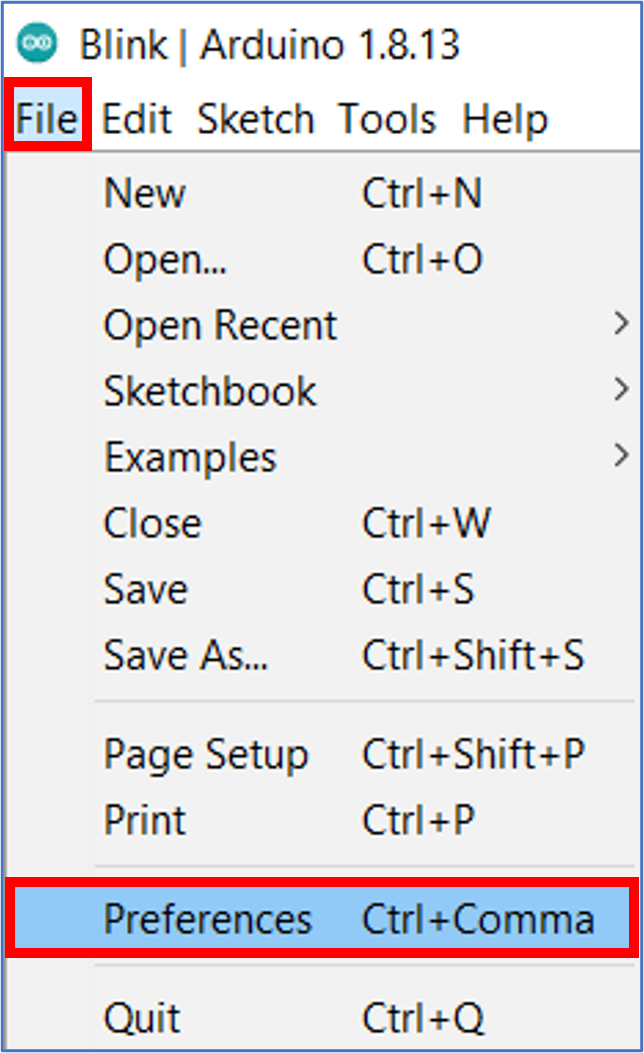 Blink | Arduino 1.8.13
File Edit Sketch Tools Help
New Ctrl+N
Open... Ctrl+O
Open Recent
Sketchbook
Examples
Close Ctrl+W
Save Ctrl+S
Save As... Ctrl+Shift+S
Page Setup Ctrl+Shift+P
Print Ctrl+P
Preferences Ctrl+Comma
Quit Ctrl+Q